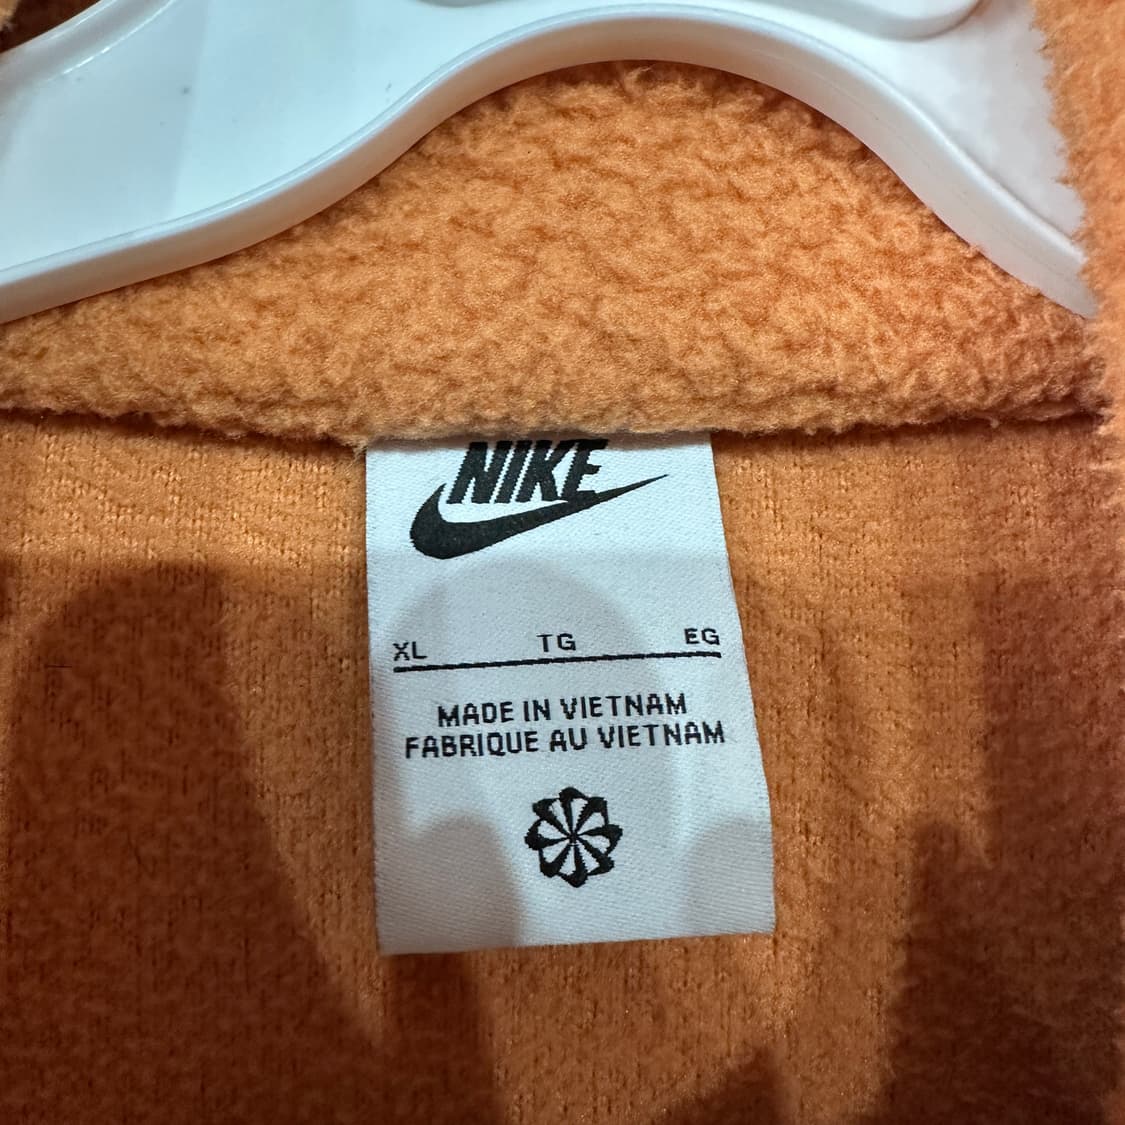 NIKE
XL TG EG
MADE IN VIETNAM
FABRIQUE AU VIETNAM